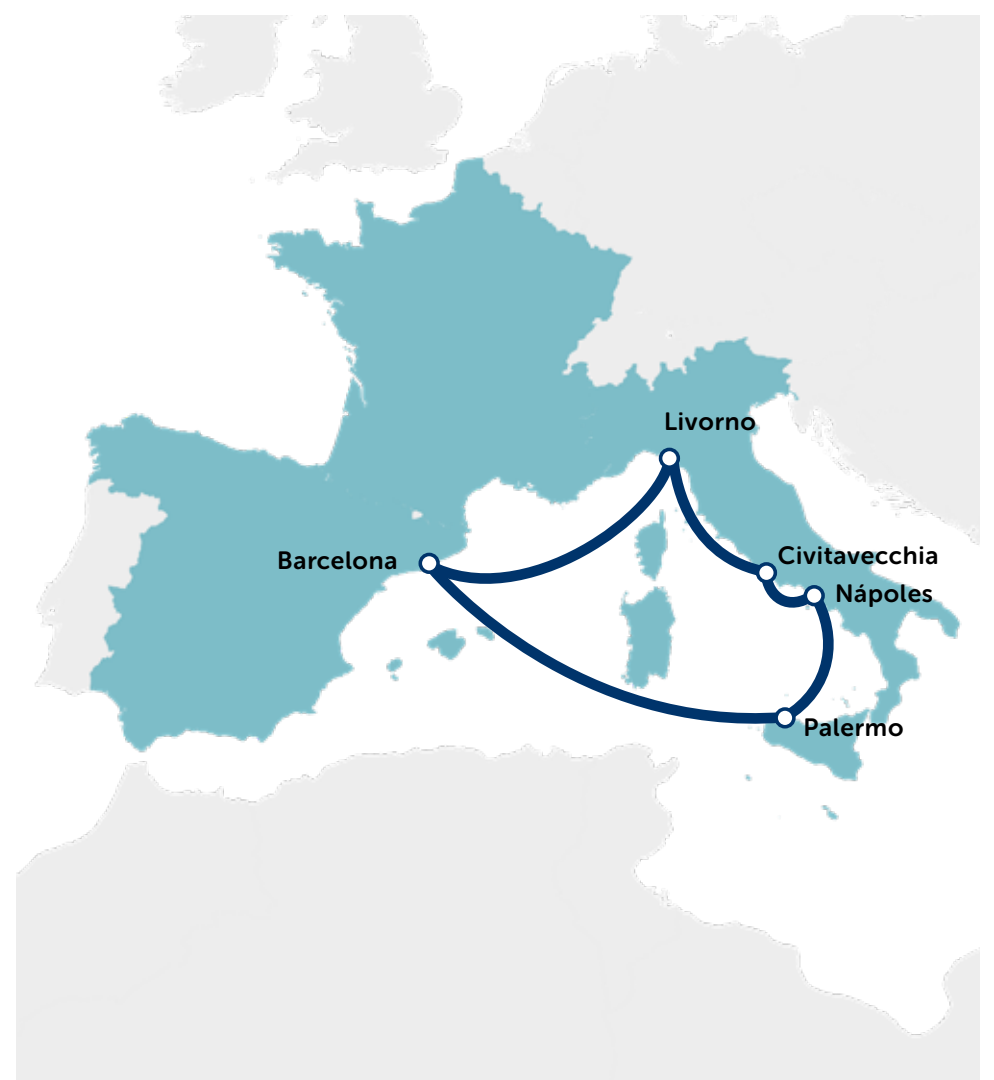 Livorno
Civitavecchia
Barcelona
Nápoles
Palermo